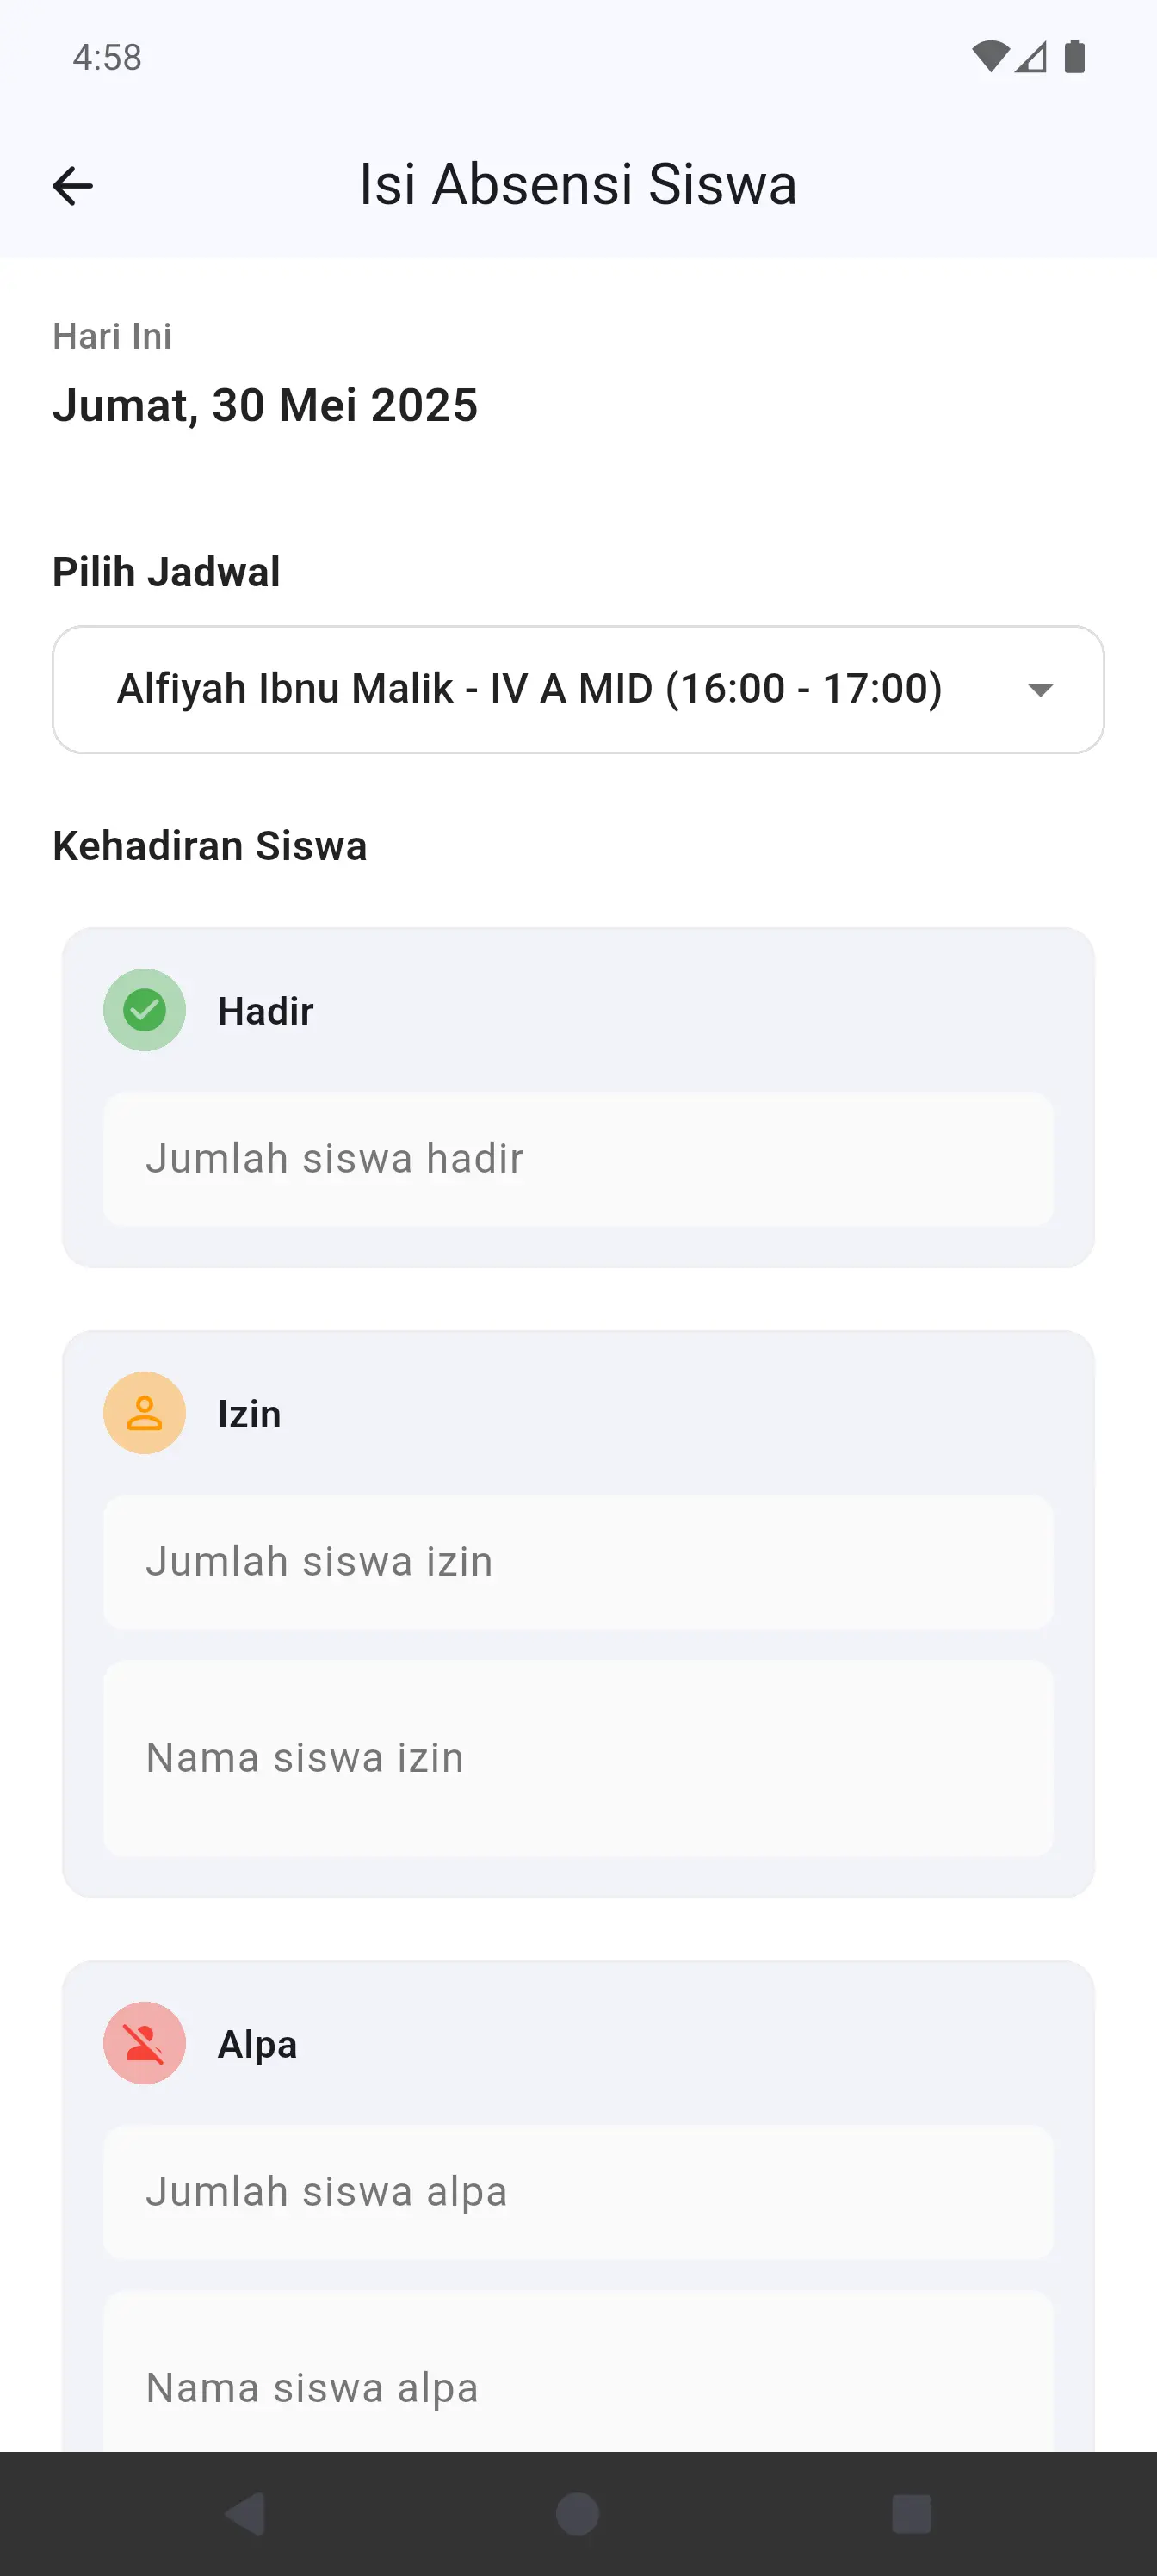 4:58
Isi Absensi Siswa
Hari Ini
Jumat, 30 Mei 2025
Pilih Jadwal
Alfiyah Ibnu Malik - IV A MID (16:00 - 17:00)
Kehadiran Siswa
Hadir
Jumlah siswa hadir
Izin
Jumlah siswa izin
Nama siswa izin
Alpa
Jumlah siswa alpa
Nama siswa alpa